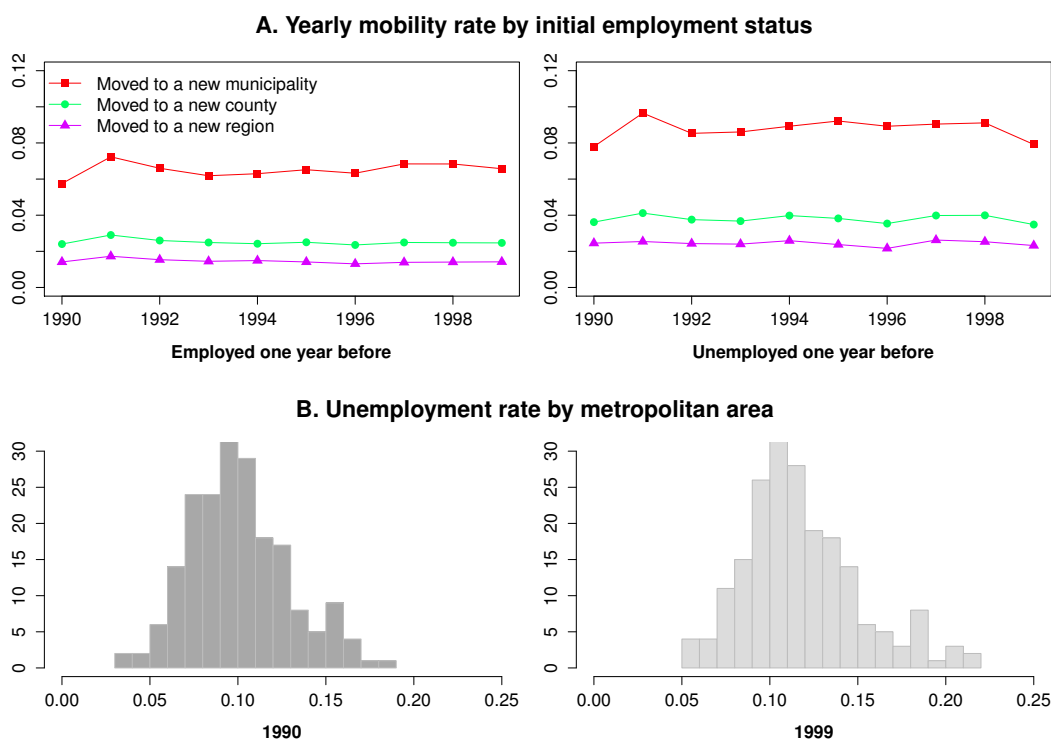 A. Yearly mobility rate by initial employment status
0.00 0.04 0.08 0.12
Moved to a new municipality
Moved to a new county
Moved to a new region
1990 1992 1994 1996 1998
Employed one year before
0.00 0.04 0.08 0.12
1990 1992 1994 1996 1998
Unemployed one year before
B. Unemployment rate by metropolitan area
0 5 10 15 20 25 30
0.00 0.05 0.10 0.15 0.20 0.25
1990
0 5 10 15 20 25 30
0.00 0.05 0.10 0.15 0.20 0.25
1999